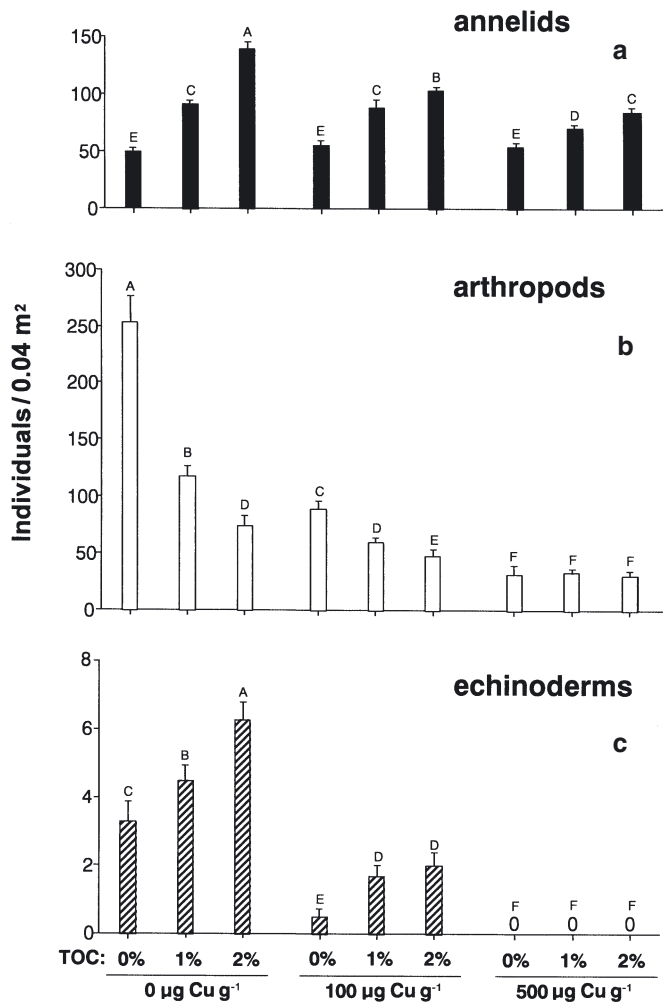 annelids
a
150
100
50
0
E C A E C B E D C
arthropods
b
300
250
200
150
100
50
0
A B D C D E F F F
Individuals / 0.04 m²
echinoderms
c
8
6
4
2
0
C B A E D D F F F
0 0 0
TOC: 0% 1% 2% 0% 1% 2% 0% 1% 2%
0 µg Cu g⁻¹ 100 µg Cu g⁻¹ 500 µg Cu g⁻¹